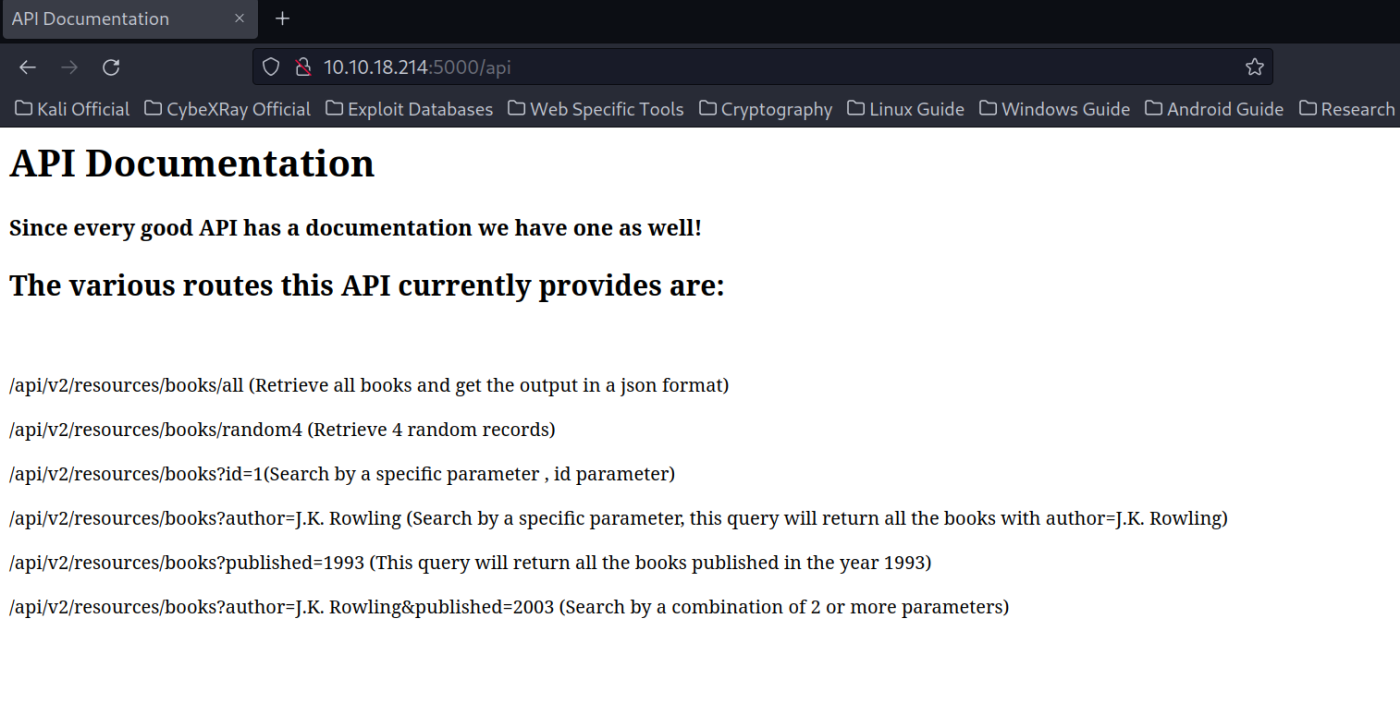 API Documentation
10.10.18.214:5000/api
Kali Official CybeXRay Official Exploit Databases Web Specific Tools Cryptography Linux Guide Windows Guide Android Guide Research
API Documentation
Since every good API has a documentation we have one as well!
The various routes this API currently provides are:
/api/v2/resources/books/all (Retrieve all books and get the output in a json format)
/api/v2/resources/books/random4 (Retrieve 4 random records)
/api/v2/resources/books?id=1(Search by a specific parameter , id parameter)
/api/v2/resources/books?author=J.K. Rowling (Search by a specific parameter, this query will return all the books with author=J.K. Rowling)
/api/v2/resources/books?published=1993 (This query will return all the books published in the year 1993)
/api/v2/resources/books?author=J.K. Rowling&published=2003 (Search by a combination of 2 or more parameters)